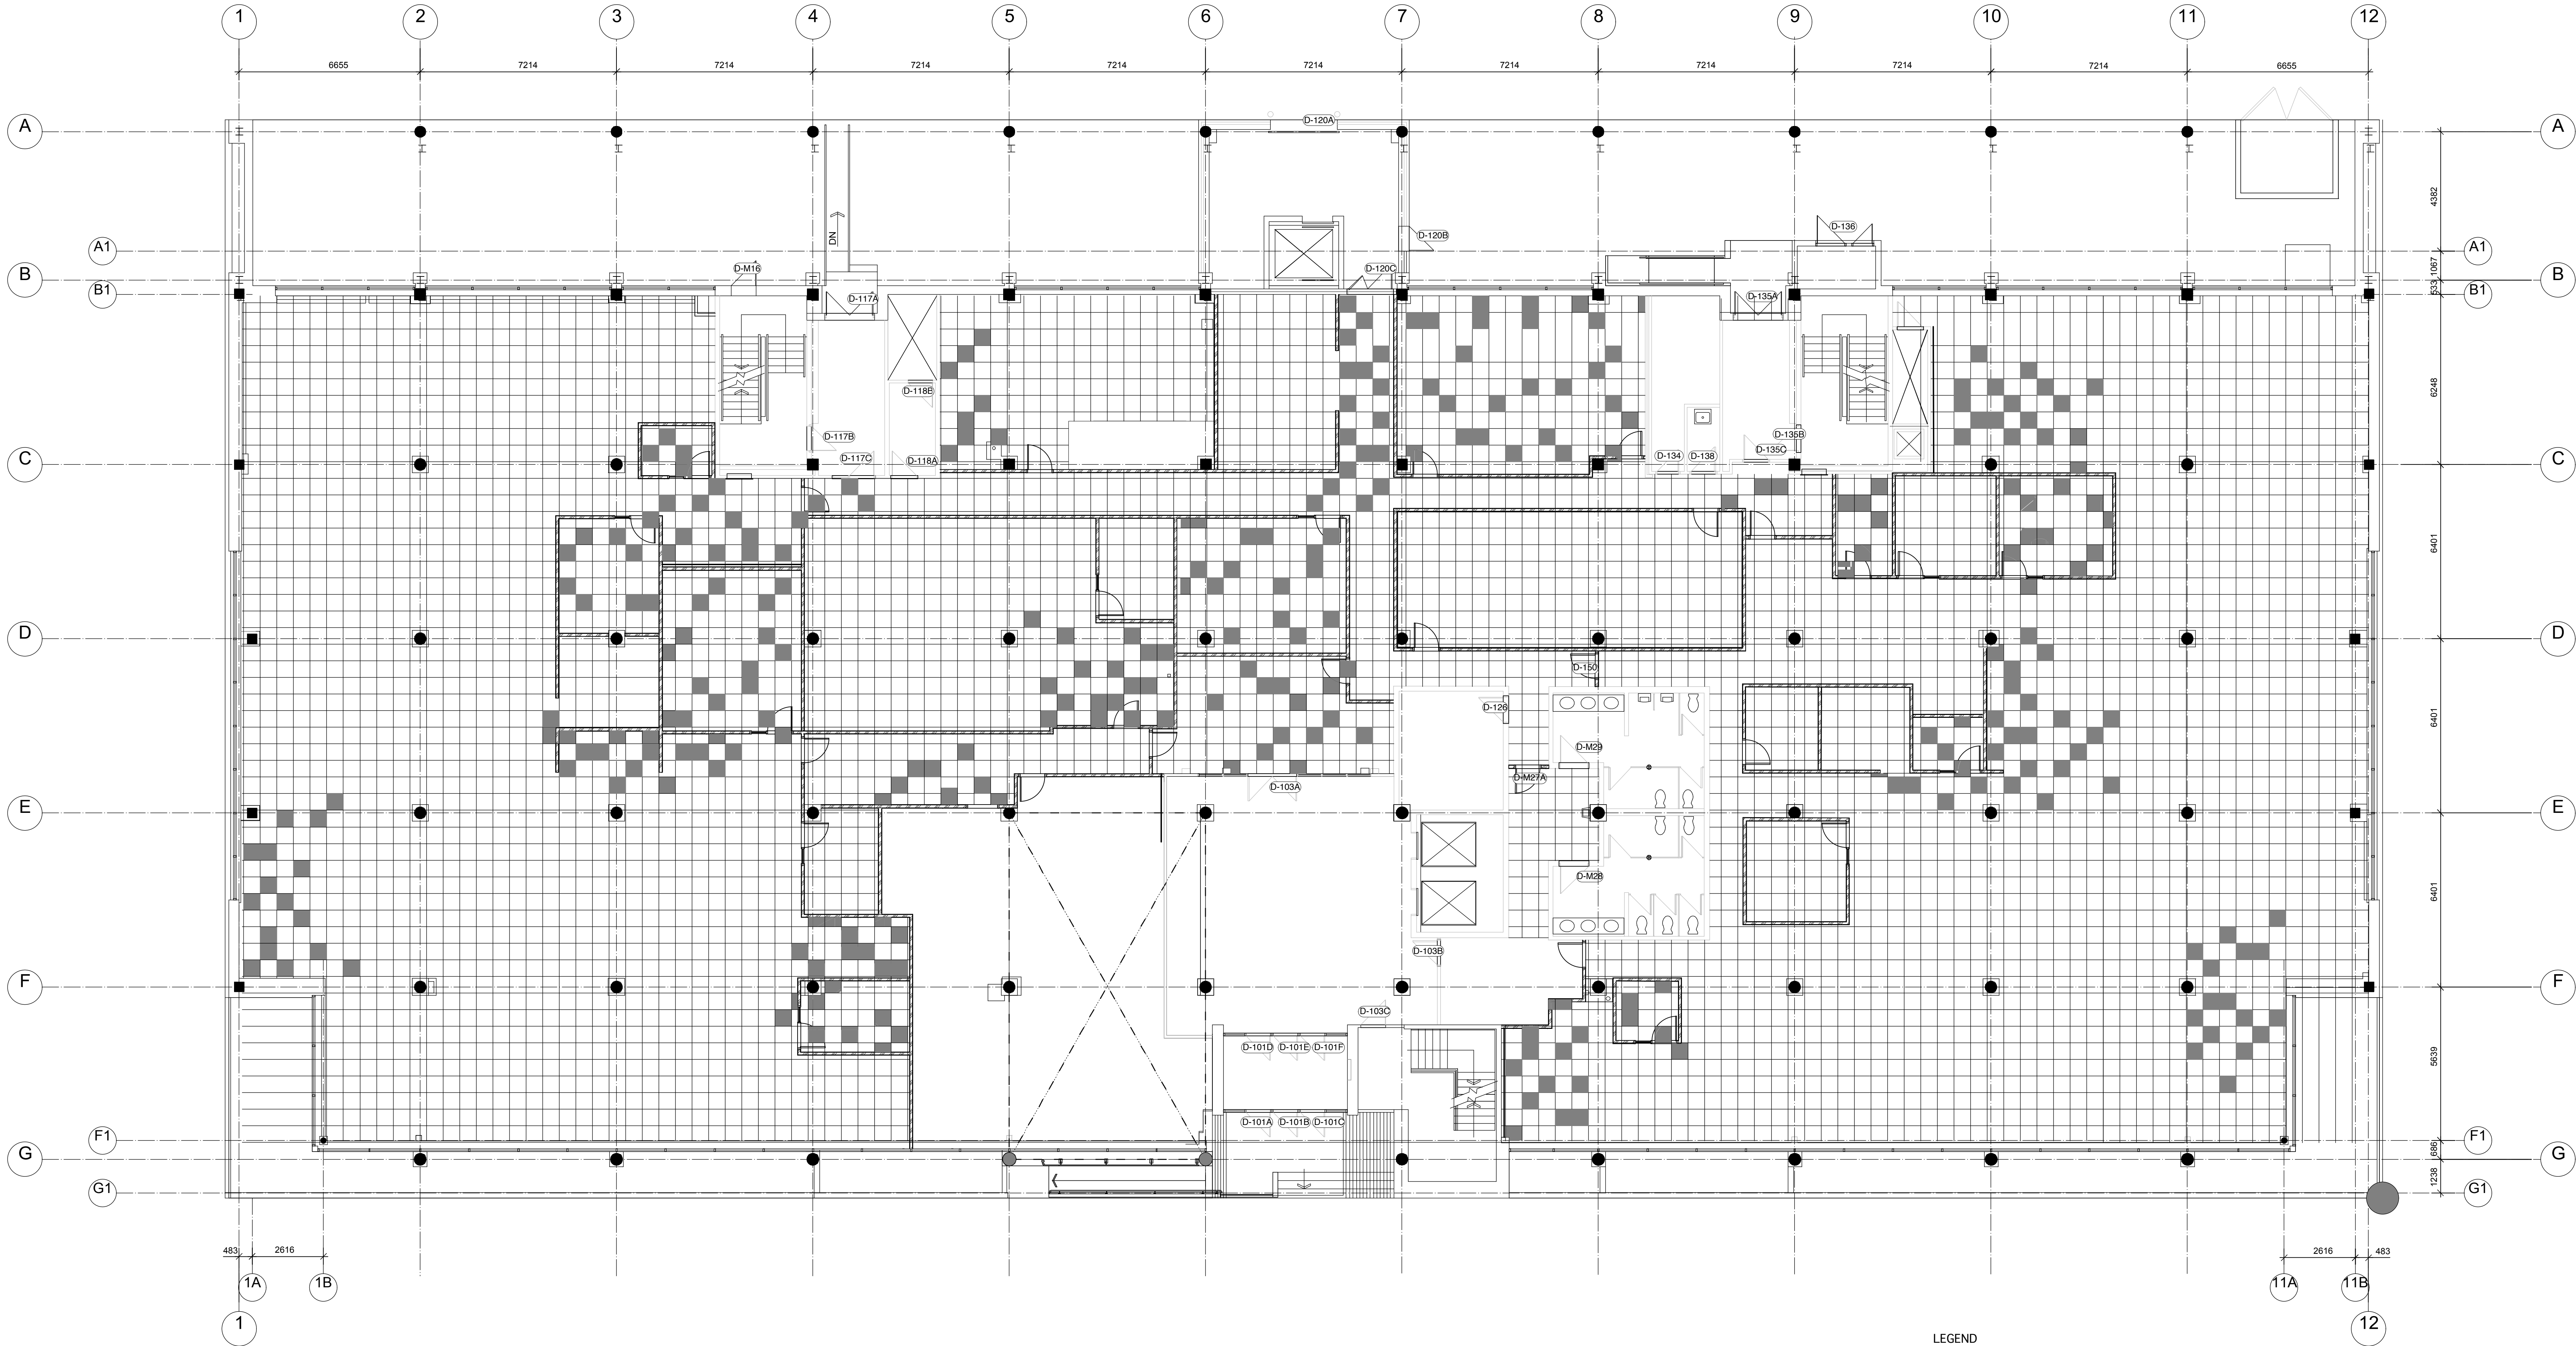 1 2 3 4 5 6 7 8 9 10 11 12
6655 7214 7214 7214 7214 7214 7214 7214 7214 7214 6655
A D-120A A
4382
DN
D-136
D-120B
A1 A1
D-M16 D-120C
1067
B B
533
B1 D-117A D-135A B1
6248
D-118B
D-117B D-135B
D-135C
C D-117C D-118A D-134 D-138 C
6401
D D
D-150
D-126
6401
D-M29
D-M27A
D-103A
E E
D-M28
6401
D-103B
F F
D-103C
D-101D D-101E D-101F
5639
D-101A D-101B D-101C
F1 F1
686
G G
1238
G1 G1
483 2616 2616 483
1A 1B 11A 11B
1 12
LEGEND